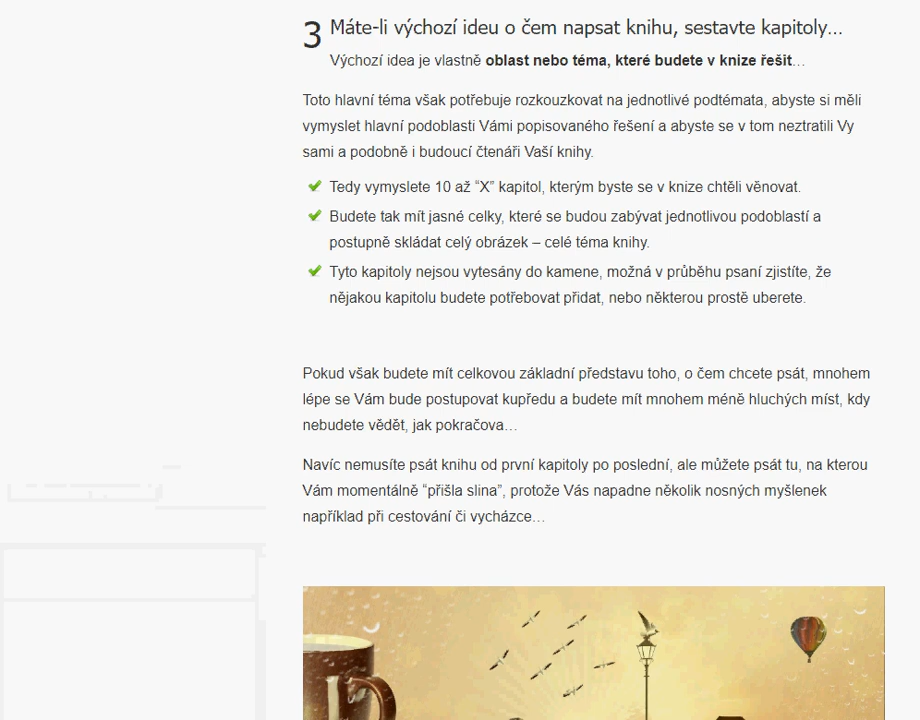 3 Máte-li výchozí ideu o čem napsat knihu, sestavte kapitoly…
Výchozí idea je vlastně oblast nebo téma, které budete v knize řešit…
Toto hlavní téma však potřebuje rozkouzkovat na jednotlivé podtémata, abyste si měli
vymyslet hlavní podoblasti Vámi popisovaného řešení a abyste se v tom neztratili Vy
sami a podobně i budoucí čtenáři Vaší knihy.
Tedy vymyslete 10 až “X” kapitol, kterým byste se v knize chtěli věnovat.
Budete tak mít jasné celky, které se budou zabývat jednotlivou podoblastí a
postupně skládat celý obrázek – celé téma knihy.
Tyto kapitoly nejsou vytesány do kamene, možná v průběhu psaní zjistíte, že
nějakou kapitolu budete potřebovat přidat, nebo některou prostě uberete.
Pokud však budete mít celkovou základní představu toho, o čem chcete psát, mnohem
lépe se Vám bude postupovat kupředu a budete mít mnohem méně hluchých míst, kdy
nebudete vědět, jak pokračova…
Navíc nemusíte psát knihu od první kapitoly po poslední, ale můžete psát tu, na kterou
Vám momentálně “přišla slina”, protože Vás napadne několik nosných myšlenek
například při cestování či vycházce…